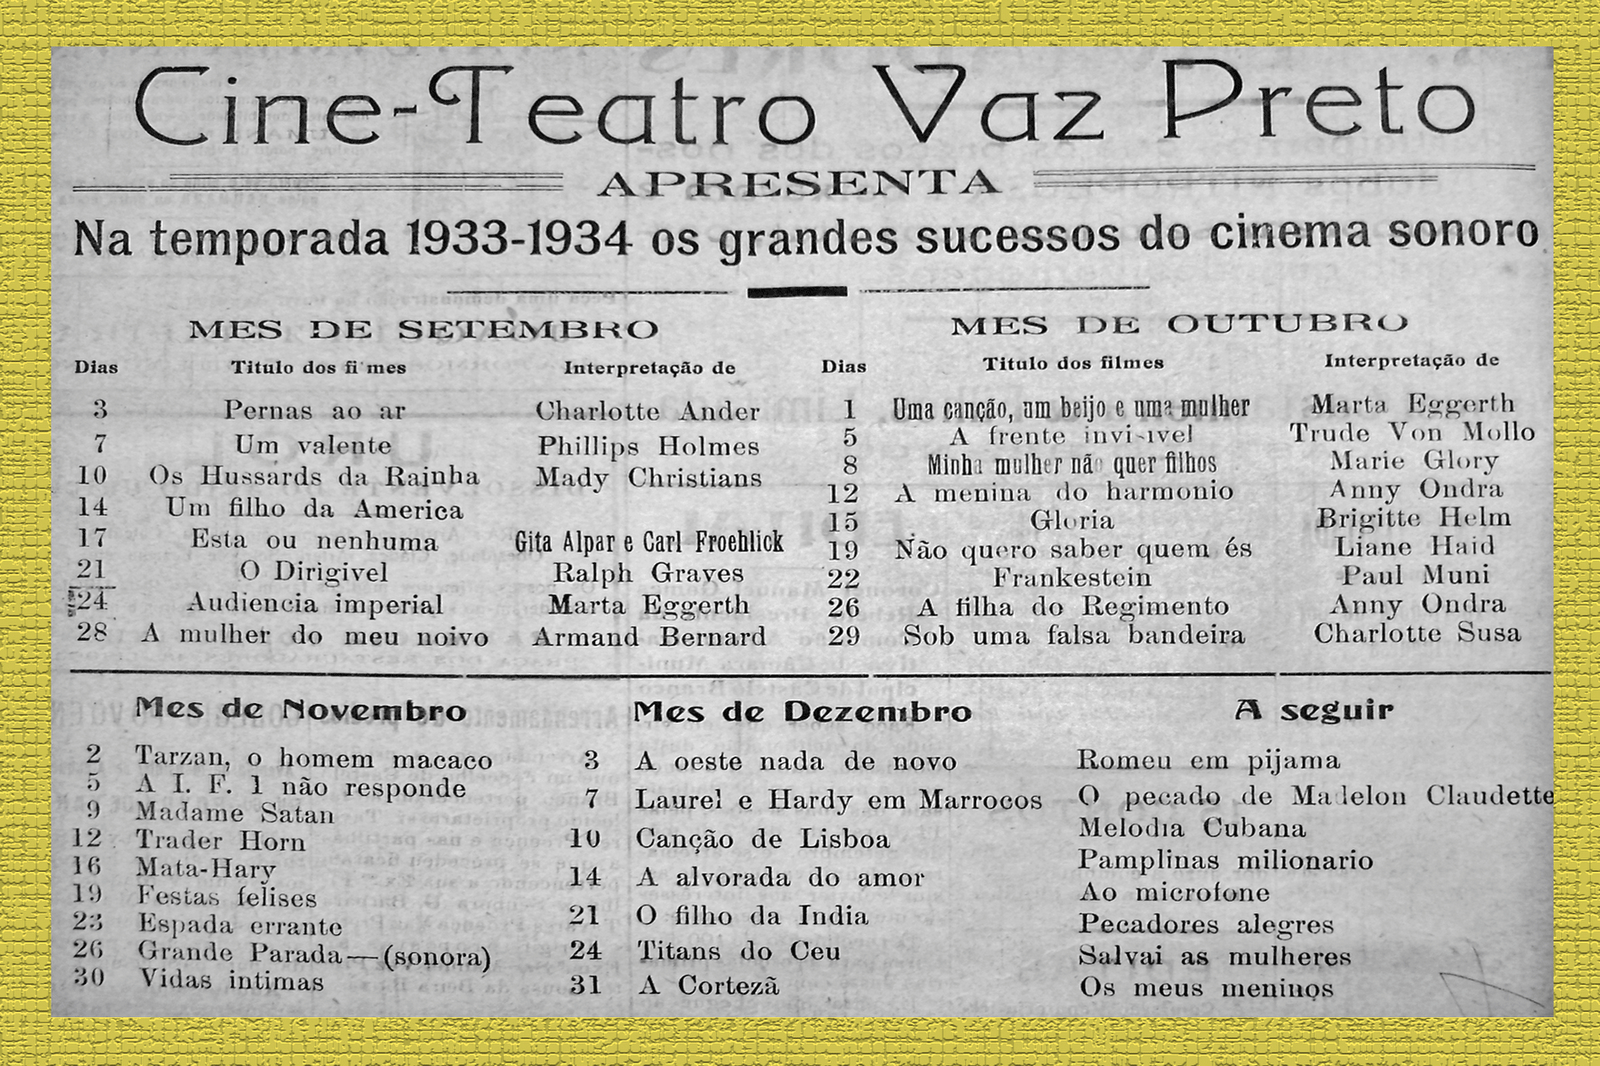 Cine-Teatro Vaz Preto
APRESENTA
Na temporada 1933-1934 os grandes sucessos do cinema sonoro
MES DE SETEMBRO
Dias Titulo dos fi mes Interpretação de
3 Pernas ao ar Charlotte Ander
7 Um valente Phillips Holmes
10 Os Hussards da Rainha Mady Christians
14 Um filho da America
17 Esta ou nenhuma Gita Alpar e Carl Froehlick
21 O Dirigivel Ralph Graves
24 Audiencia imperial Marta Eggerth
28 A mulher do meu noivo Armand Bernard
MES DE OUTUBRO
Dias Titulo dos filmes Interpretação de
1 Uma canção, um beijo e uma mulher Marta Eggerth
5 A frente invi-ivel Trude Von Mollo
8 Minha mulher não quer filhos Marie Glory
12 A menina do harmonio Anny Ondra
15 Gloria Brigitte Helm
19 Não quero saber quem és Liane Haid
22 Frankestein Paul Muni
26 A filha do Regimento Anny Ondra
29 Sob uma falsa bandeira Charlotte Susa
Mes de Novembro
2 Tarzan, o homem macaco
5 A I. F. 1 não responde
9 Madame Satan
12 Trader Horn
16 Mata-Hary
19 Festas felises
23 Espada errante
26 Grande Parada—(sonora)
30 Vidas intimas
Mes de Dezembro
3 A oeste nada de novo
7 Laurel e Hardy em Marrocos
10 Canção de Lisboa
14 A alvorada do amor
21 O filho da India
24 Titans do Ceu
31 A Cortezã
A seguir
Romeu em pijama
O pecado de Madelon Claudette
Melodia Cubana
Pamplinas milionario
Ao microfone
Pecadores alegres
Salvai as mulheres
Os meus meninos